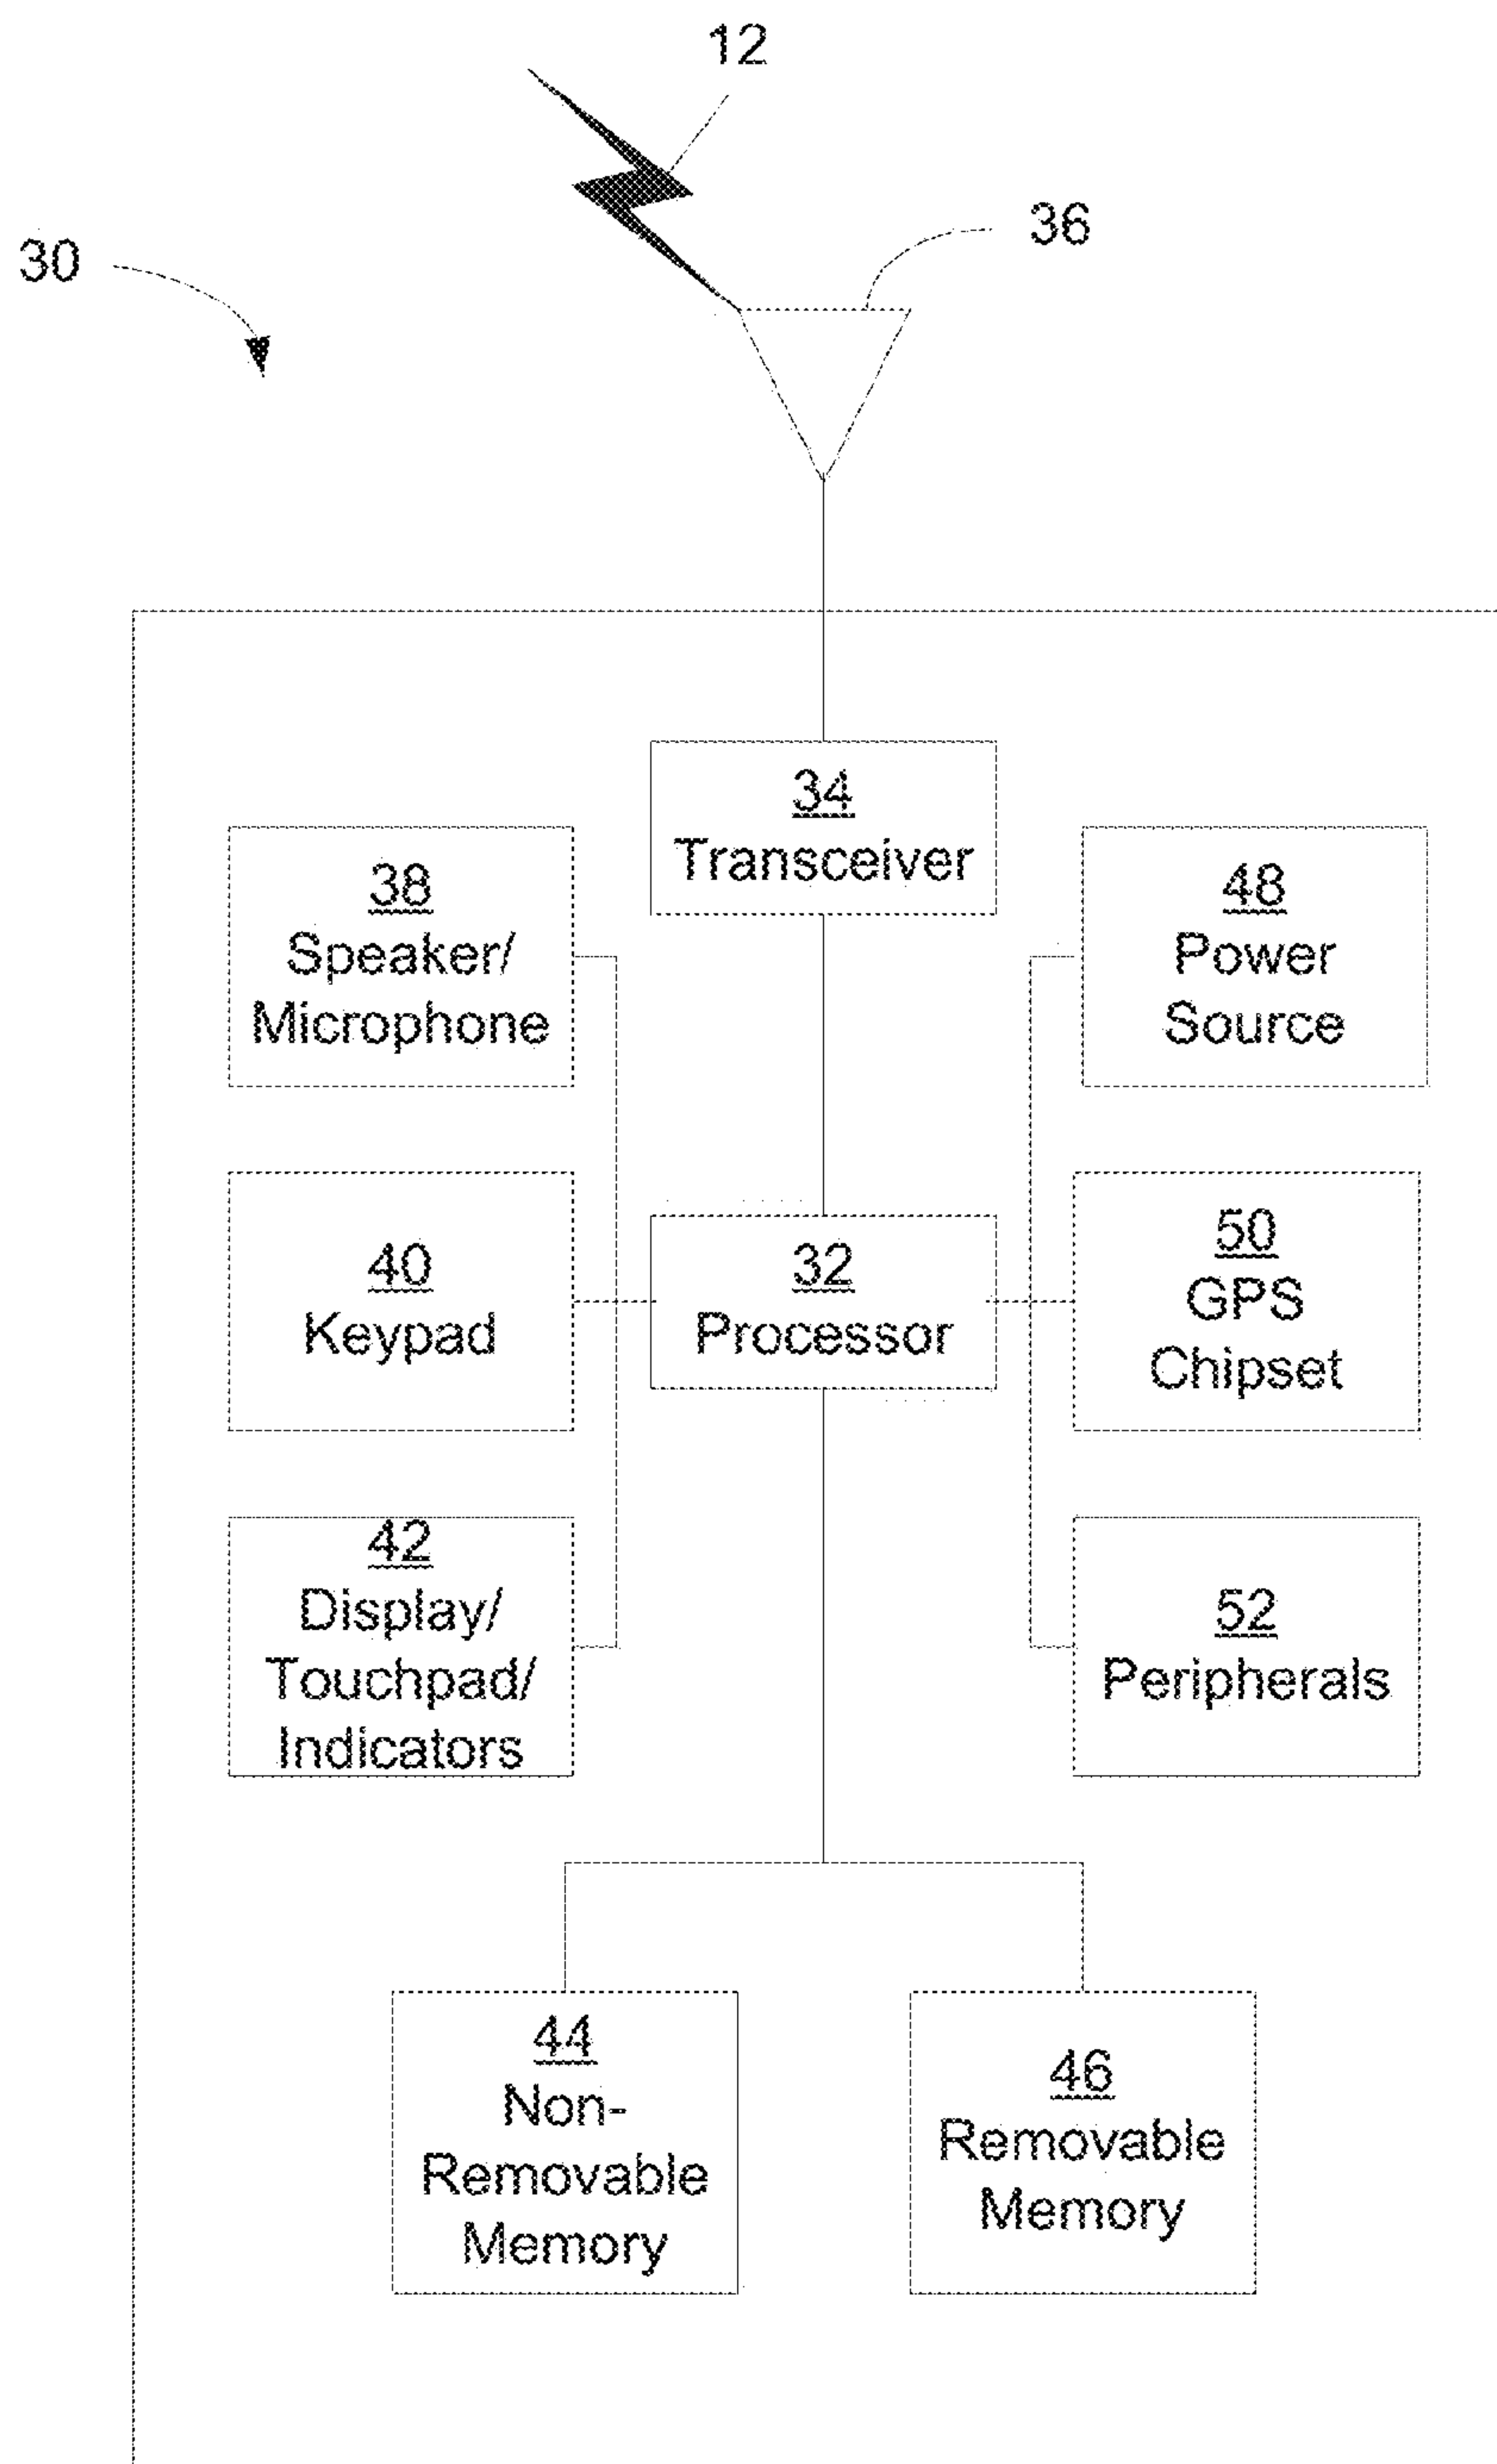 12
36
30
34
Transceiver
38
Speaker/
Microphone
48
Power
Source
40
Keypad
32
Processor
50
GPS
Chipset
42
Display/
Touchpad/
Indicators
52
Peripherals
44
Non-
Removable
Memory
46
Removable
Memory